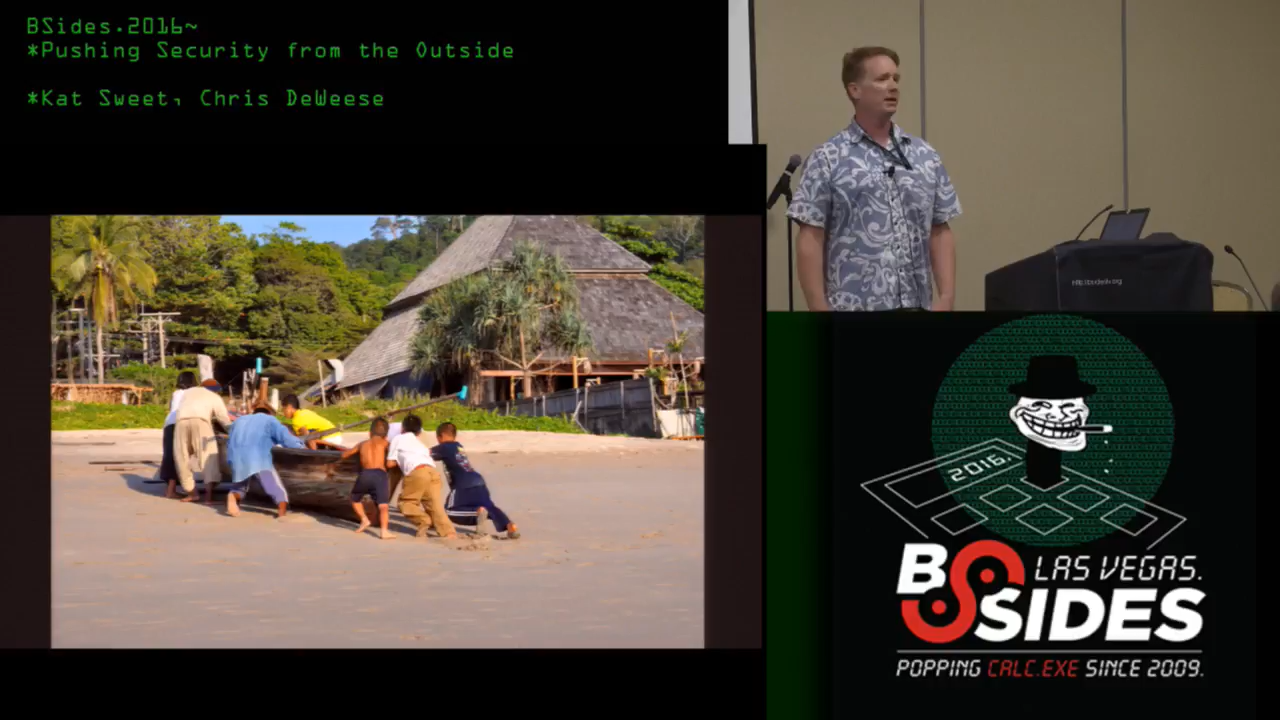 BSides.2016~
*Pushing Security from the Outside
*Kat Sweet, Chris DeWeese
2016.
BSIDES
LAS VEGAS.
POPPING CALC.EXE SINCE 2009.